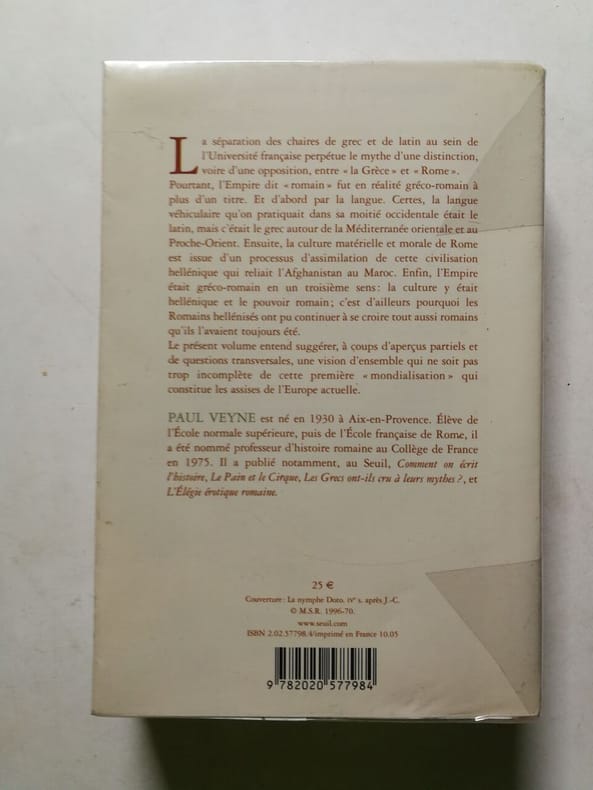 La séparation des chaires de grec et de latin au sein de
l'Université française perpétue le mythe d'une distinction,
voire d'une opposition, entre « la Grèce » et « Rome ».
Pourtant, l'Empire dit « romain » fut en réalité gréco-romain à
plus d'un titre. Et d'abord par la langue. Certes, la langue
véhiculaire qu'on pratiquait dans sa moitié occidentale était le
latin, mais c'était le grec autour de la Méditerranée orientale et au
Proche-Orient. Ensuite, la culture matérielle et morale de Rome
est issue d'un processus d'assimilation de cette civilisation
hellénique qui reliait l'Afghanistan au Maroc. Enfin, l'Empire
était gréco-romain en un troisième sens : la culture y était
hellénique et le pouvoir romain ; c'est d'ailleurs pourquoi les
Romains hellénisés ont pu continuer à se croire tout aussi romains
qu'ils l'avaient toujours été.
Le présent volume entend suggérer, à coups d'aperçus partiels et
de questions transversales, une vision d'ensemble qui ne soit pas
trop incomplète de cette première « mondialisation » qui
constitue les assises de l'Europe actuelle.
PAUL VEYNE est né en 1930 à Aix-en-Provence. Élève de
l'École normale supérieure, puis de l'École française de Rome, il
a été nommé professeur d'histoire romaine au Collège de France
en 1975. Il a publié notamment, au Seuil, Comment on écrit
l'histoire, Le Pain et le Cirque, Les Grecs ont-ils cru à leurs mythes ?, et
L'Élégie érotique romaine.
25 €
Couverture : La nymphe Doto. IVe s. après J.-C.
© M.S.R. 1996-70.
www.seuil.com
ISBN 2.02.57798.4/imprimé en France 10.05
9 782020 577984